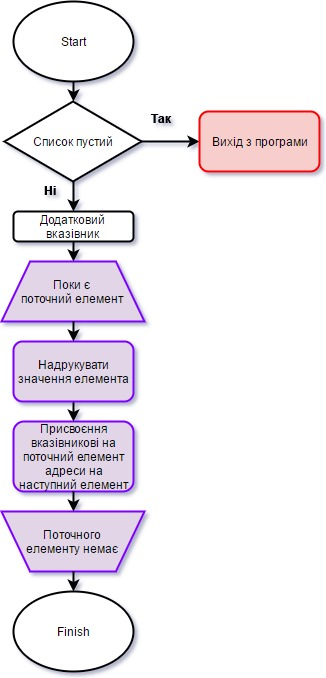 Start
Список пустий
Так
Вихід з програми
Ні
Додатковий
вказівник
Поки є
поточний елемент
Надрукувати
значення елемента
Присвоєння
вказівникові на
поточний елемент
адреси на
наступний елемент
Поточного
елементу немає
Finish